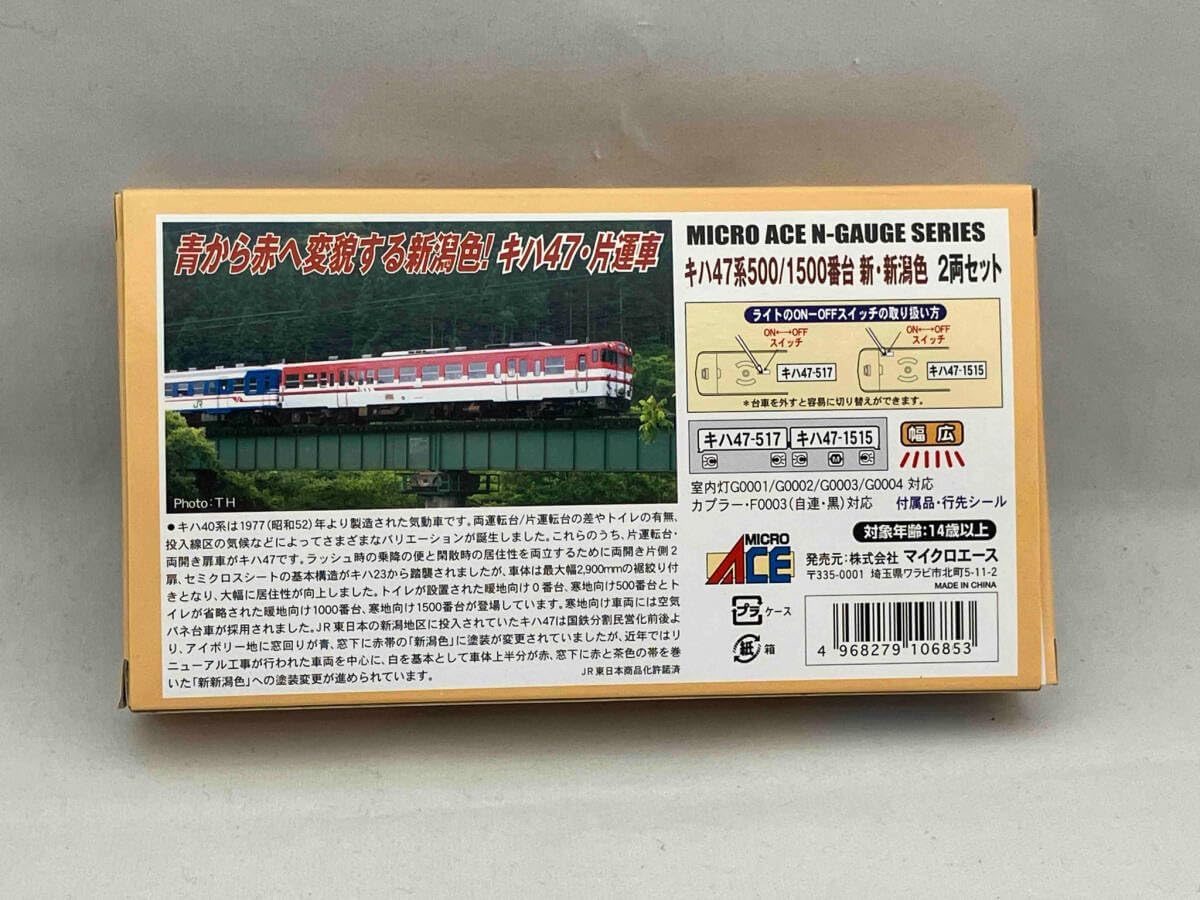 青から赤へ変貌する新潟色! キハ47・片運車
JR
Photo:TH
●キハ40系は1977(昭和52)年より製造された気動車です。両運転台/片運転台の差やトイレの有無、
投入線区の気候などによってさまざまなバリエーションが誕生しました。これらのうち、片運転台・
両開き扉車がキハ47です。ラッシュ時の乗降の便と閑散時の居住性を両立するために両開き片側2
扉、セミクロスシートの基本構造がキハ23から踏襲されましたが、車体は最大幅2,900mmの裾絞り付
きとなり、大幅に居住性が向上しました。トイレが設置された暖地向け0番台、寒地向け500番台とト
イレが省略された暖地向け1000番台、寒地向け1500番台が登場しています。寒地向け車両には空気
バネ台車が採用されました。JR東日本の新潟地区に投入されていたキハ47は国鉄分割民営化前後よ
り、アイボリー地に窓回りが青、窓下に赤帯の「新潟色」に塗装が変更されていましたが、近年ではリ
ニューアル工事が行われた車両を中心に、白を基本として車体上半分が赤、窓下に赤と茶色の帯を巻
いた「新新潟色」への塗装変更が進められています。
JR東日本商品化許諾済
MICRO ACE N-GAUGE SERIES
キハ47系500/1500番台 新・新潟色 2両セット
ライトのON－OFFスイッチの取り扱い方
ON←→OFF
スイッチ
キハ47-517
ON←→OFF
スイッチ
キハ47-1515
*台車を外すと容易に切り替えができます。
キハ47-517 キハ47-1515
M
幅広
室内灯G0001/G0002/G0003/G0004 対応
カプラー・F0003(自連・黒)対応 付属品・行先シール
対象年齢:14歳以上
MICRO
ACE
発売元:株式会社 マイクロエース
〒335-0001 埼玉県ワラビ市北町5-11-2
MADE IN CHINA
プラ ケース
紙 箱
4 968279 106853